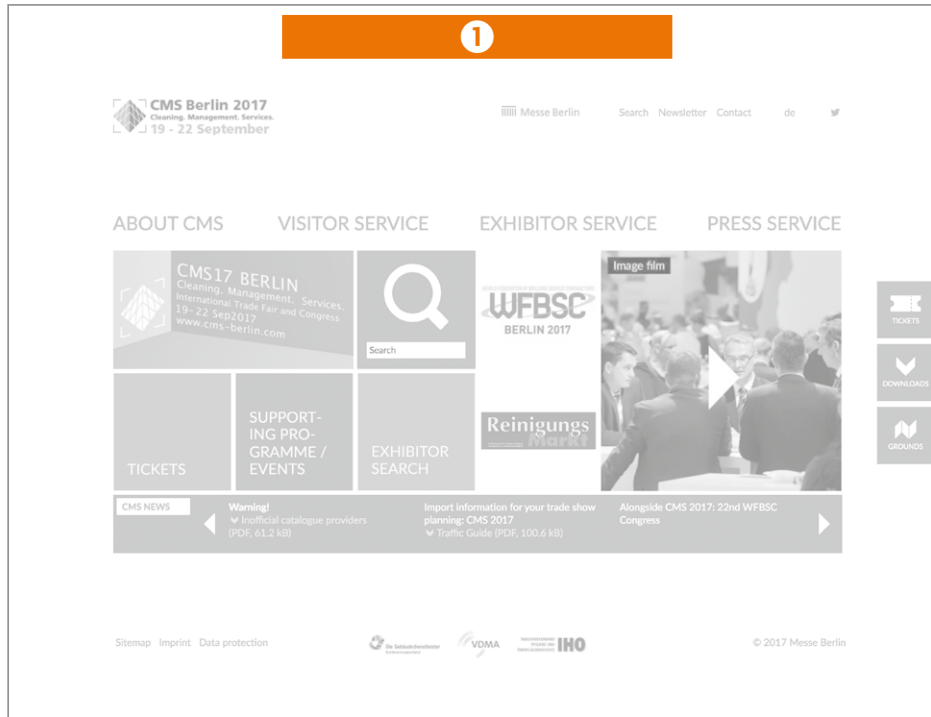 1
CMS Berlin 2017
Cleaning. Management. Services.
19 - 22 September
Messe Berlin
Search Newsletter Contact de
ABOUT CMS VISITOR SERVICE EXHIBITOR SERVICE PRESS SERVICE
CMS17 BERLIN
Cleaning. Management. Services.
International Trade Fair and Congress
19-22 Sep2017
www.cms-berlin.com
Search
WFBSC
BERLIN 2017
Reinigungs
Markt
Image film
TICKETS
DOWNLOADS
GROUNDS
TICKETS
SUPPORT-
ING PRO-
GRAMME /
EVENTS
EXHIBITOR
SEARCH
CMS NEWS
Warning!
Inofficial catalogue providers
(PDF, 61.2 kB)
Import information for your trade show
planning: CMS 2017
Traffic Guide (PDF, 100.6 kB)
Alongside CMS 2017: 22nd WFBSC
Congress
Sitemap Imprint Data protection
Die Gebäudedienstleister
VDMA
IHO
© 2017 Messe Berlin